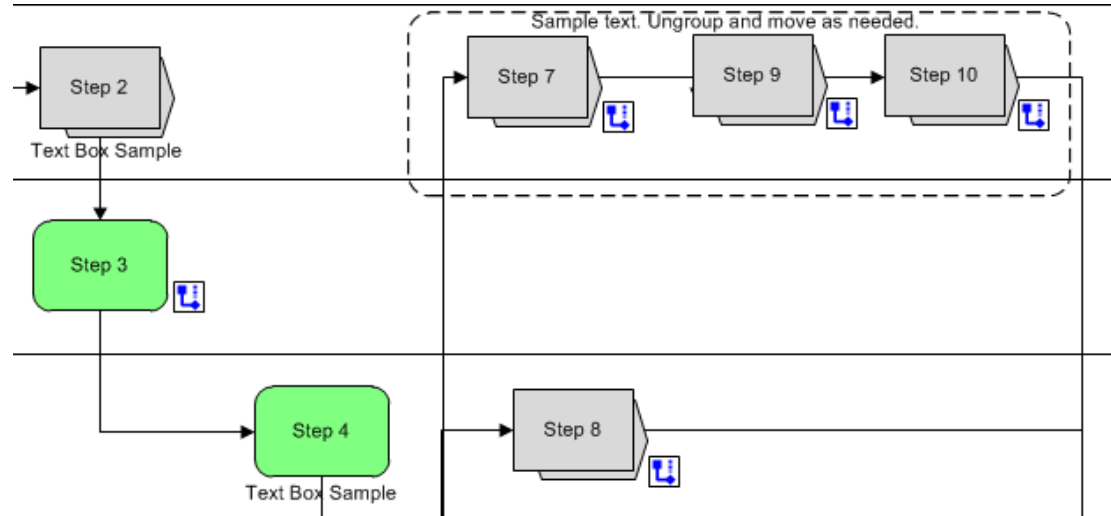 Sample text. Ungroup and move as needed.
Step 2
Step 7
Step 9
Step 10
Text Box Sample
Step 3
Step 4
Step 8
Text Box Sample